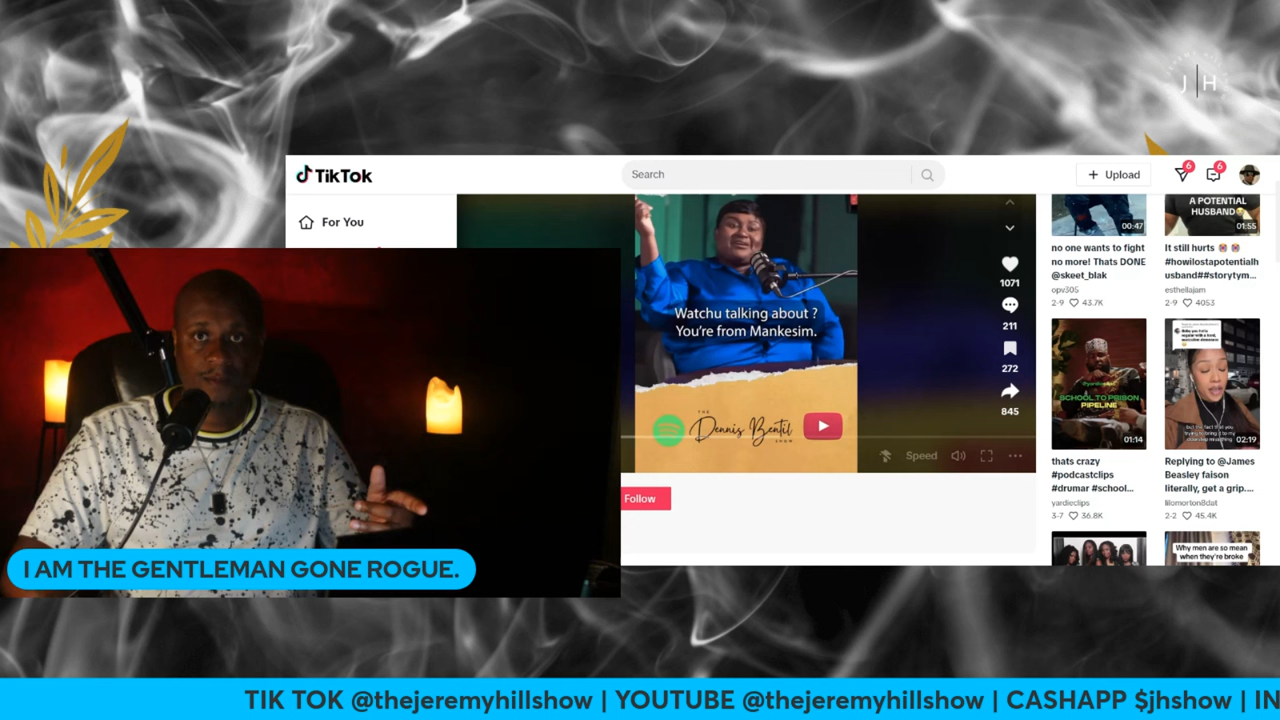 J H
TikTok
Search
Upload
6
6
For You
Watchu talking about ?
You're from Mankesim.
THE
Dennis Bentil
SHOW
1071
211
272
845
Speed
Follow
00:47
no one wants to fight
no more! Thats DONE
@skeet_blak
opv305
2-9 43.7K
A POTENTIAL
HUSBAND
01:55
It still hurts
#howilostapotentialh
usband##storytym...
esthellajam
2-9 4053
SCHOOL TO PRISON
PIPELINE
01:14
thats crazy
#podcastclips
#drumar #school...
yardieclips
3-7 36.8K
02:19
Replying to @James
Beasley faison
literally, get a grip....
lilomorton8dat
2-2 45.4K
Why men are so mean
when they're broke
I AM THE GENTLEMAN GONE ROGUE.
TIK TOK @thejeremyhillshow | YOUTUBE @thejeremyhillshow | CASHAPP $jhshow | IN